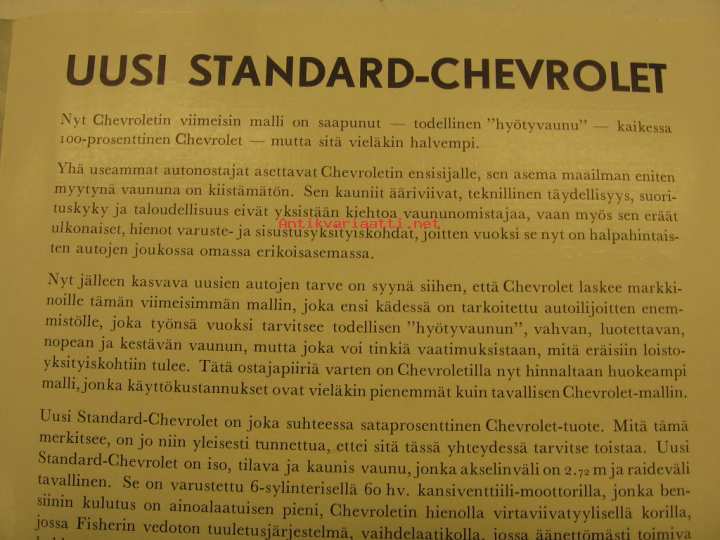 UUSI STANDARD-CHEVROLET
Nyt Chevroletin viimeisin malli on saapunut — todellinen "hyötyvaunu" — kaikessa
100-prosenttinen Chevrolet — mutta sitä vieläkin halvempi.
Yhä useammat autonostajat asettavat Chevroletin ensisijalle, sen asema maailman eniten
myytynä vaununa on kiistämätön. Sen kauniit ääriviivat, teknillinen täydellisyys, suori-
tuskyky ja taloudellisuus eivät yksistään kiehtoa vaununomistajaa, vaan myös sen eräät
Antikvariaatti.net
ulkonaiset, hienot varuste- ja sisustusyksityiskohdat, joitten vuoksi se nyt on halpahintais-
ten autojen joukossa omassa erikoisasemassa.
Nyt jälleen kasvava uusien autojen tarve on syynä siihen, että Chevrolet laskee markki-
noille tämän viimeisimmän mallin, joka ensi kädessä on tarkoitettu autoilijoitten enem-
mistölle, joka työnsä vuoksi tarvitsee todellisen "hyötyvaunun", vahvan, luotettavan,
nopean ja kestävän vaunun, mutta joka voi tinkiä vaatimuksistaan, mitä eräisiin loisto-
yksityiskohtiin tulee. Tätä ostajapiiriä varten on Chevroletilla nyt hinnaltaan huokeampi
malli, jonka käyttökustannukset ovat vieläkin pienemmät kuin tavallisen Chevrolet-mallin.
Uusi Standard-Chevrolet on joka suhteessa sataprosenttinen Chevrolet-tuote. Mitä tämä
merkitsee, on jo niin yleisesti tunnettua, ettei sitä tässä yhteydessä tarvitse toistaa. Uusi
Standard-Chevrolet on iso, tilava ja kaunis vaunu, jonka akselinväli on 2.72 m ja raideväli
tavallinen. Se on varustettu 6-sylinterisellä 60 hv. kansiventtiili-moottorilla, jonka ben-
siinin kulutus on ainoalaatuisen pieni, Chevroletin hienolla virtaviivatyylisellä korilla,
jossa Fisherin vedoton tuuletusjärjestelmä, vaihdelaatikolla, jossa äänettömästi toimiva